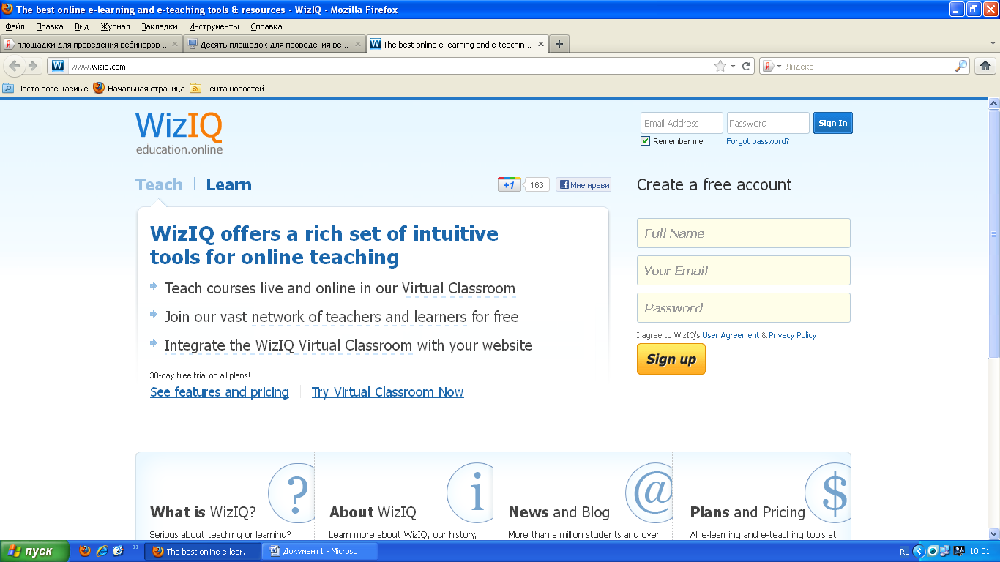 The best online e-learning and e-teaching tools & resources - WizIQ - Mozilla Firefox
Файл Правка Вид Журнал Закладки Инструменты Справка
площадки для проведения вебинаров ...
Десять площадок для проведения ве...
The best online e-learning and e-teachin...
www.wiziq.com
Яндекс
Часто посещаемые Начальная страница Лента новостей
WizIQ
education.online
Email Address Password Sign In
Remember me Forgot password?
Teach Learn
+1 163 Мне нрави
Create a free account
WizIQ offers a rich set of intuitive
tools for online teaching
Teach courses live and online in our Virtual Classroom
Join our vast network of teachers and learners for free
Integrate the WizIQ Virtual Classroom with your website
30-day free trial on all plans!
See features and pricing Try Virtual Classroom Now
Full Name
Your Email
Password
I agree to WizIQ's User Agreement & Privacy Policy
Sign up
?
What is WizIQ?
Serious about teaching or learning?
i
About WizIQ
Learn more about WizIQ, our history,
@
News and Blog
More than a million students and over
$
Plans and Pricing
All e-learning and e-teaching tools at
пуск
The best online e-lear...
Документ1 - Microso...
RL 10:01